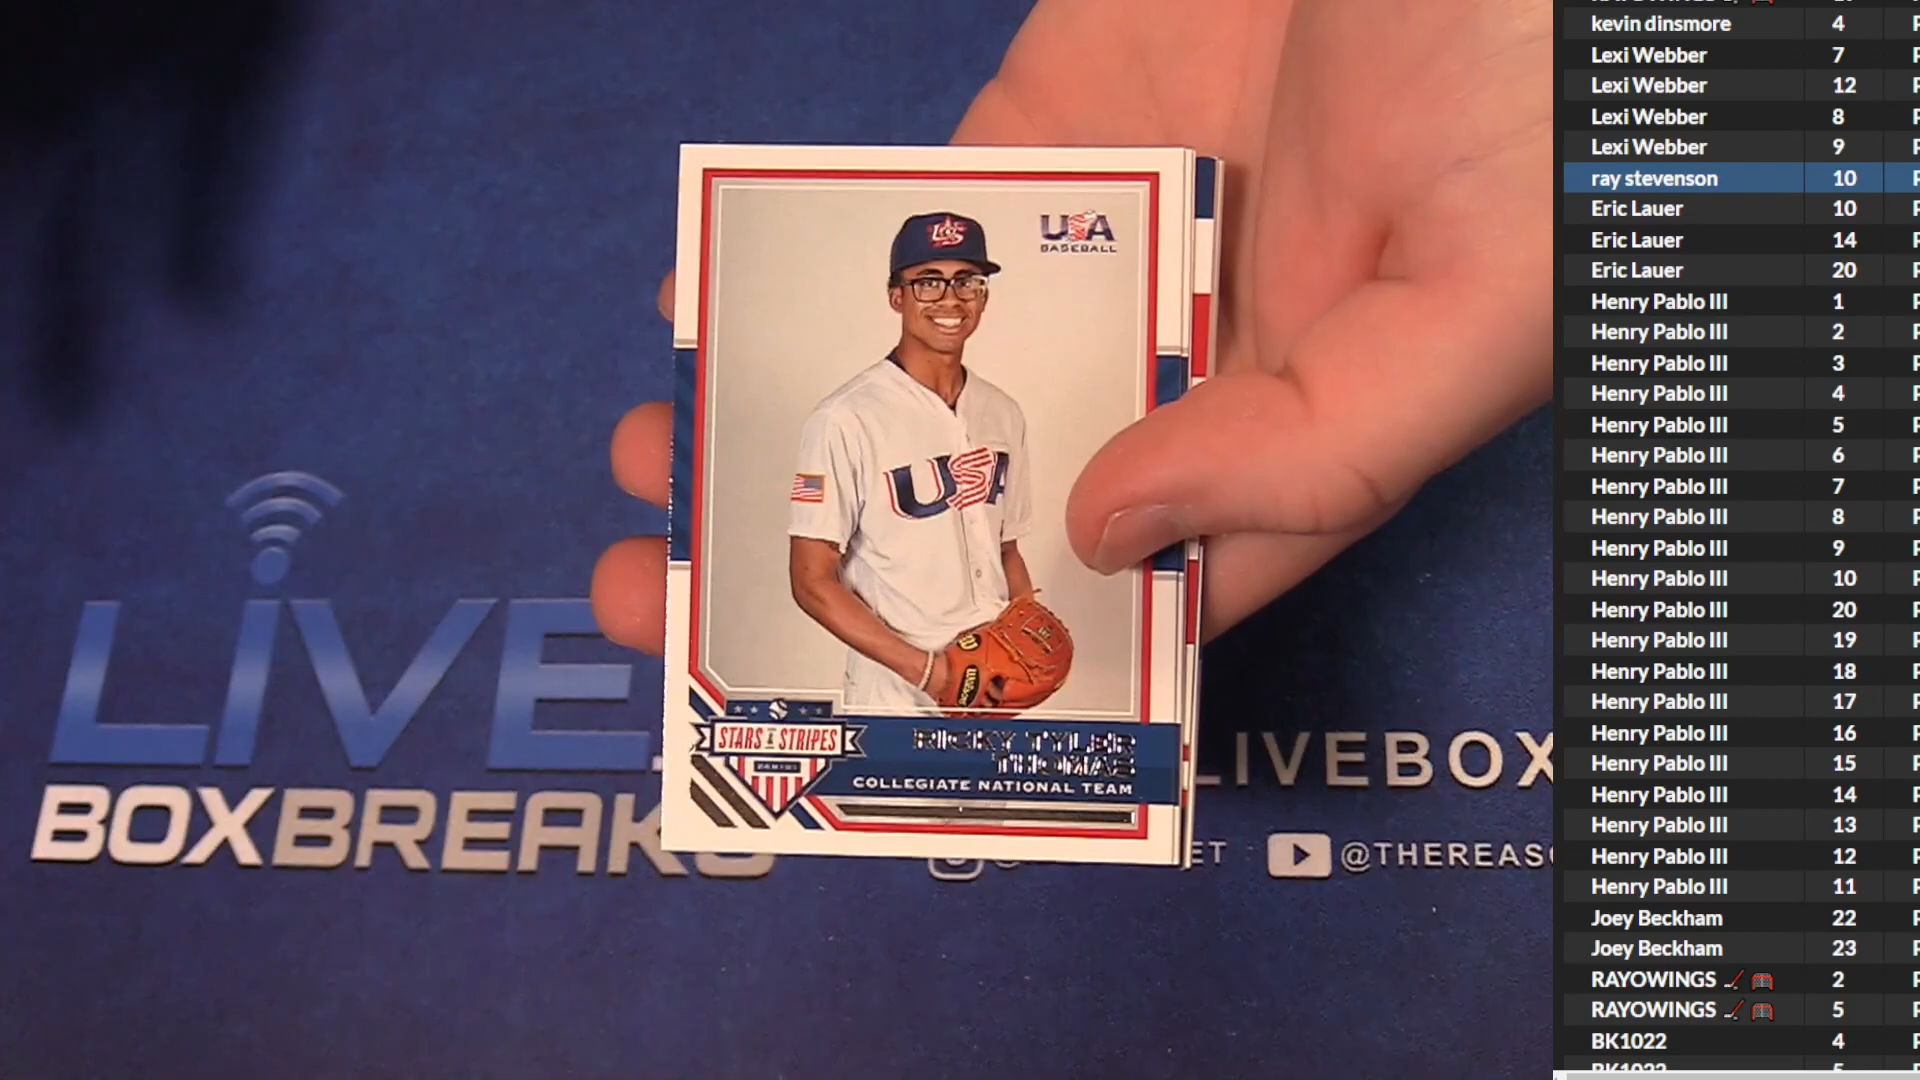 USA
BASEBALL
USA
STARS & STRIPES
PANINI
RICKY TYLER
THOMAS
COLLEGIATE NATIONAL TEAM
LIVE
BOXBREAKS
LIVEBOX
ET
@THEREAS
kevin dinsmore 4
Lexi Webber 7
Lexi Webber 12
Lexi Webber 8
Lexi Webber 9
ray stevenson 10
Eric Lauer 10
Eric Lauer 14
Eric Lauer 20
Henry Pablo III 1
Henry Pablo III 2
Henry Pablo III 3
Henry Pablo III 4
Henry Pablo III 5
Henry Pablo III 6
Henry Pablo III 7
Henry Pablo III 8
Henry Pablo III 9
Henry Pablo III 10
Henry Pablo III 20
Henry Pablo III 19
Henry Pablo III 18
Henry Pablo III 17
Henry Pablo III 16
Henry Pablo III 15
Henry Pablo III 14
Henry Pablo III 13
Henry Pablo III 12
Henry Pablo III 11
Joey Beckham 22
Joey Beckham 23
RAYOWINGS 2
RAYOWINGS 5
BK1022 4
BK1022 5